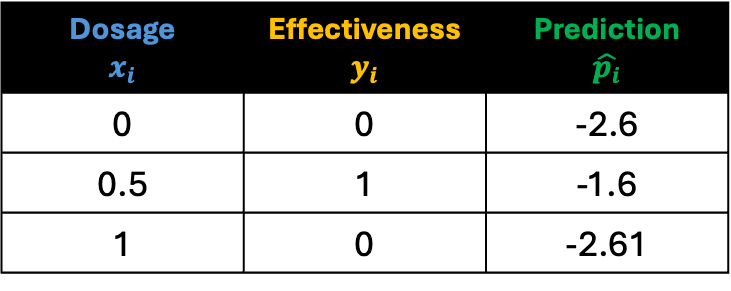 Dosage Effectiveness Prediction
xᵢ yᵢ p̂ᵢ
0 0 -2.6
0.5 1 -1.6
1 0 -2.61